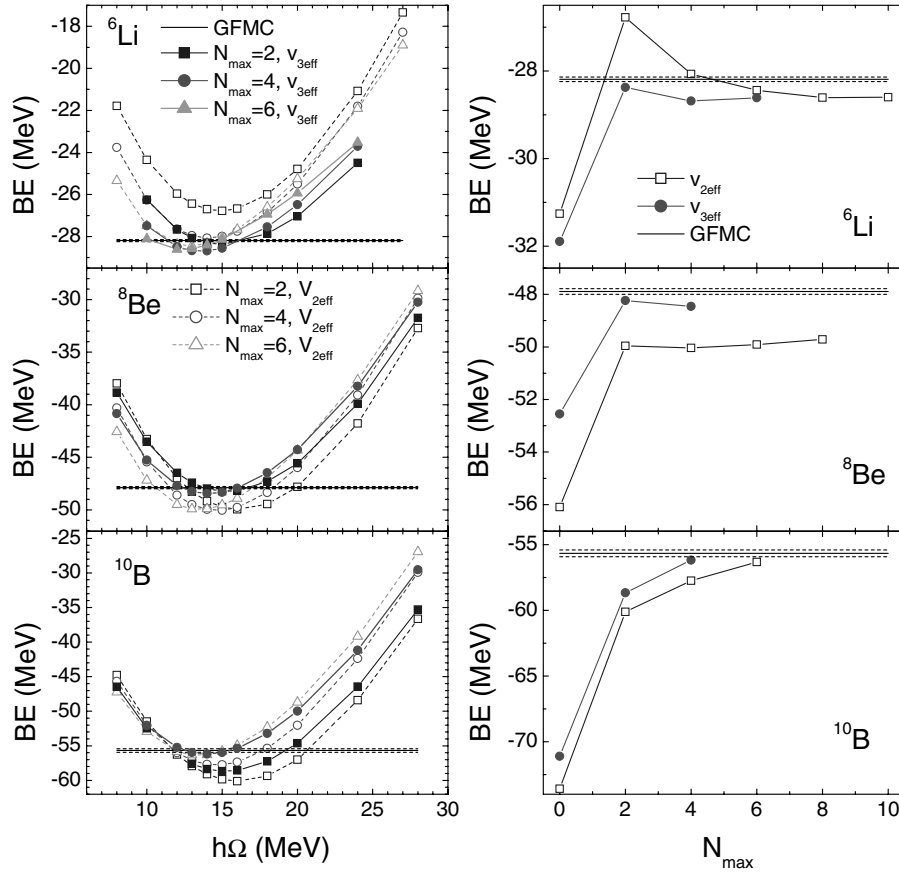 ⁶Li
GFMC
N_max=2, v_3eff
N_max=4, v_3eff
N_max=6, v_3eff
BE (MeV)
-18
-20
-22
-24
-26
-28
⁸Be
N_max=2, V_2eff
N_max=4, V_2eff
N_max=6, V_2eff
BE (MeV)
-30
-35
-40
-45
-50
¹⁰B
BE (MeV)
-25
-30
-35
-40
-45
-50
-55
-60
10 15 20 25 30
hΩ (MeV)
BE (MeV)
-28
-30
-32
v_2eff
v_3eff
GFMC
⁶Li
BE (MeV)
-48
-50
-52
-54
-56
⁸Be
BE (MeV)
-55
-60
-65
-70
¹⁰B
0 2 4 6 8 10
N_max